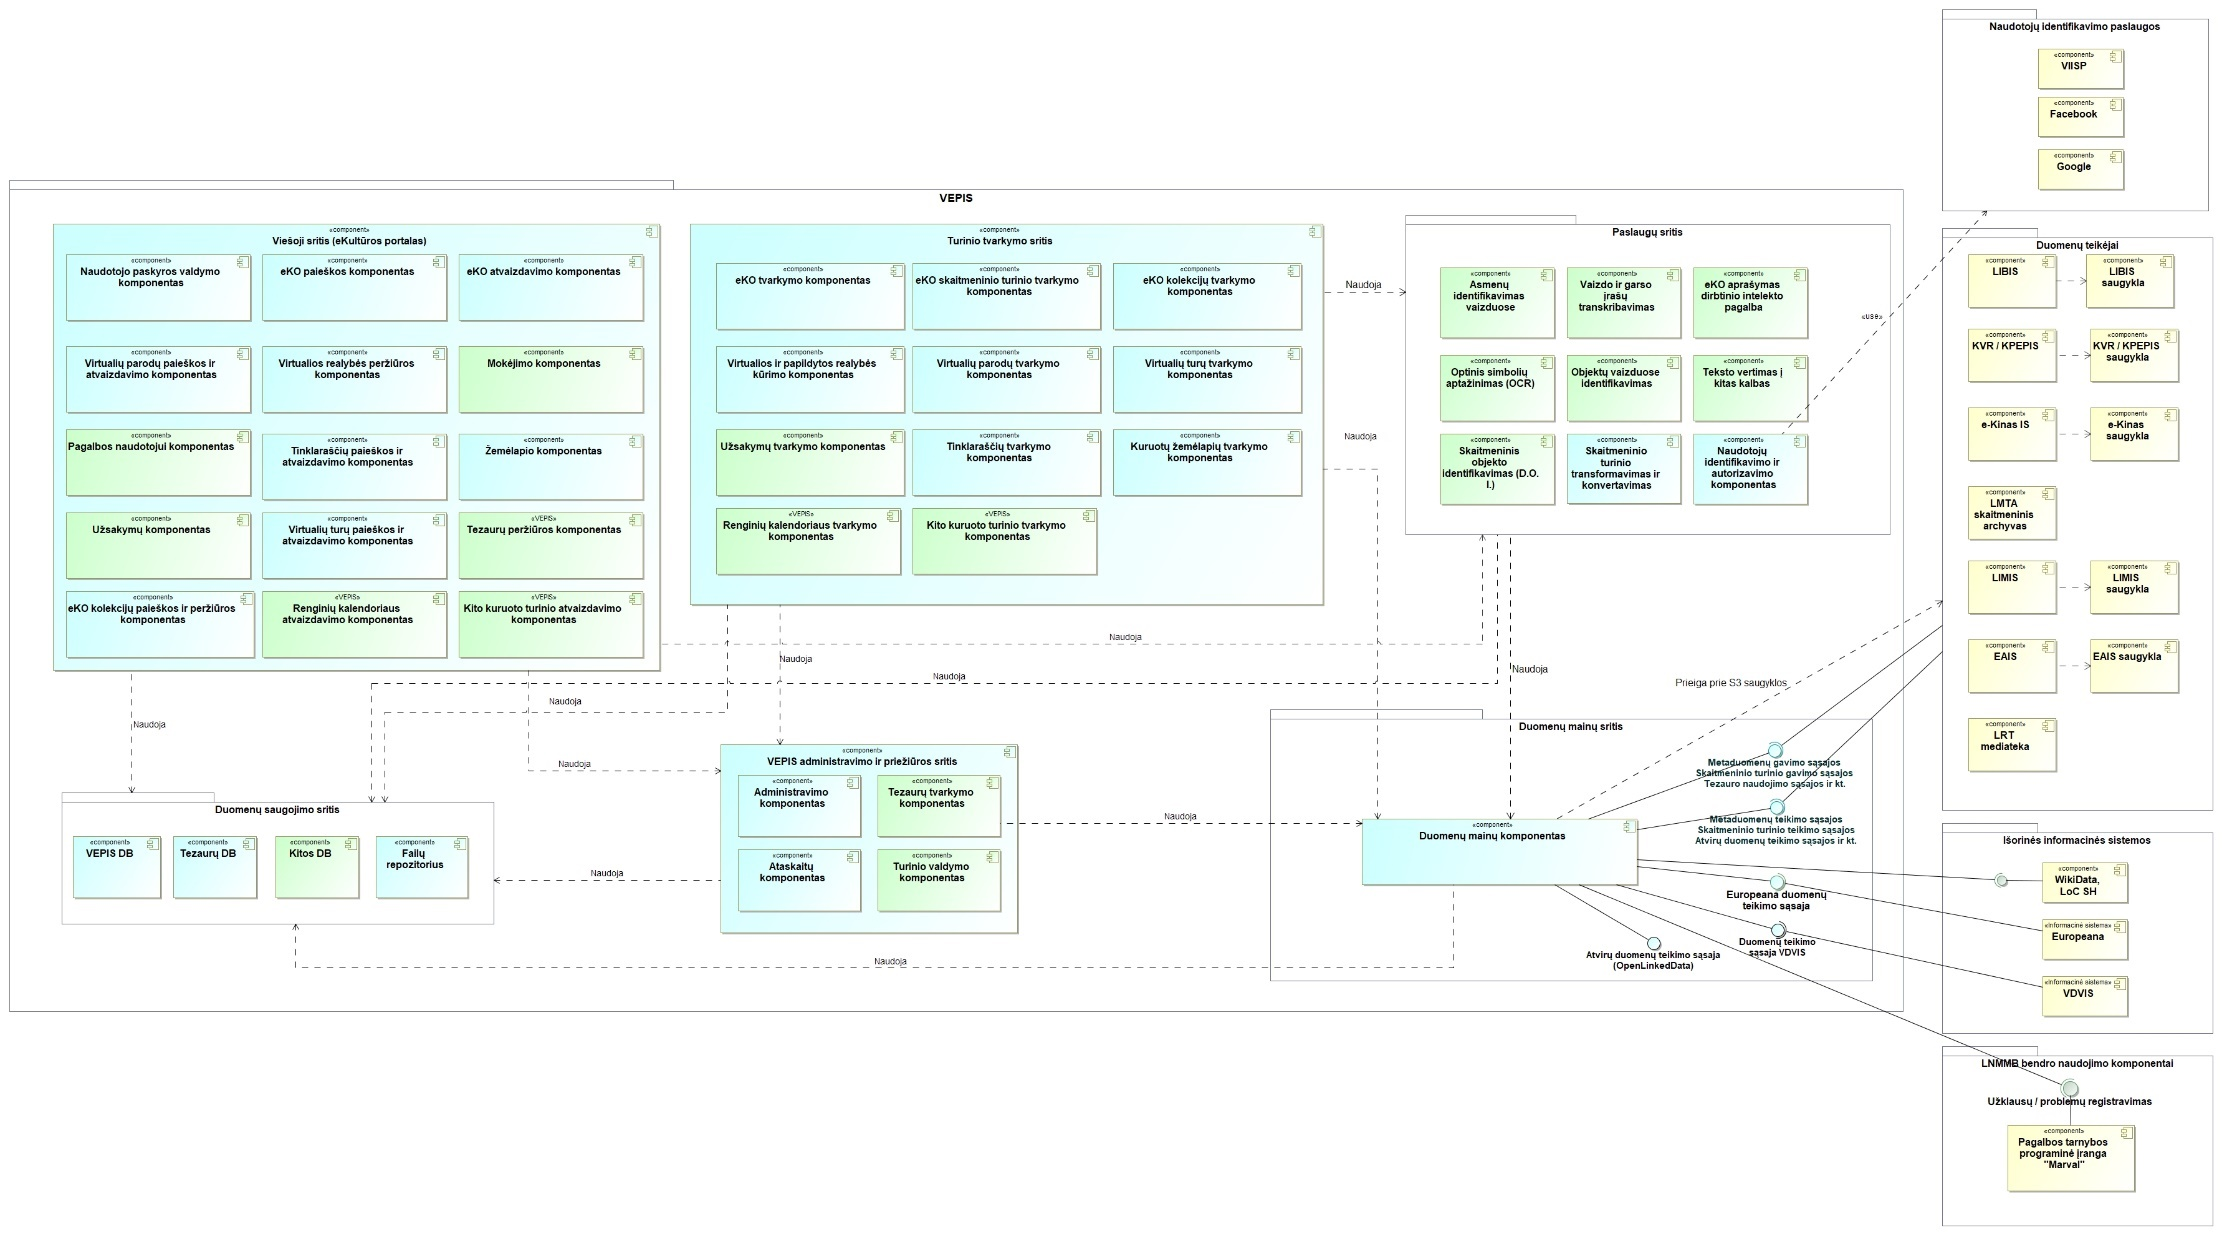 «component»
Naudotojų identifikavimo paslaugos
«component»
VIISP
«component»
Facebook
«component»
Google
VEPIS
«component»
Viešoji sritis (eKultūros portalas)
«component»
Naudotojo paskyros valdymo
komponentas
«component»
eKO paieškos komponentas
«component»
eKO atvaizdavimo komponentas
«component»
Virtualių parodų paieškos ir
atvaizdavimo komponentas
«component»
Virtualios realybės peržiūros
komponentas
«component»
Mokėjimo komponentas
«component»
Pagalbos naudotojui komponentas
«component»
Tinklaraščių paieškos ir
atvaizdavimo komponentas
«component»
Žemėlapio komponentas
«component»
Užsakymų komponentas
«component»
Virtualių turų paieškos ir
atvaizdavimo komponentas
«VEPIS»
Tezaurų peržiūros komponentas
«component»
eKO kolekcijų paieškos ir peržiūros
komponentas
«VEPIS»
Renginių kalendoriaus
atvaizdavimo komponentas
«VEPIS»
Kito kuruoto turinio atvaizdavimo
komponentas
«component»
Turinio tvarkymo sritis
«component»
eKO tvarkymo komponentas
«component»
eKO skaitmeninio turinio tvarkymo
komponentas
«component»
eKO kolekcijų tvarkymo
komponentas
«component»
Virtualios ir papildytos realybės
kūrimo komponentas
«component»
Virtualių parodų tvarkymo
komponentas
«component»
Virtualių turų tvarkymo
komponentas
«component»
Užsakymų tvarkymo komponentas
«component»
Tinklaraščių tvarkymo
komponentas
«component»
Kuruotų žemėlapių tvarkymo
komponentas
«VEPIS»
Renginių kalendoriaus tvarkymo
komponentas
«VEPIS»
Kito kuruoto turinio tvarkymo
komponentas
Paslaugų sritis
«component»
Asmenų
identifikavimas
vaizduose
«component»
Vaizdo ir garso
įrašų
transkribavimas
«component»
eKO aprašymas
dirbtinio intelekto
pagalba
«component»
Optinis simbolių
aptažinimas (OCR)
«component»
Objektų vaizduose
identifikavimas
«component»
Teksto vertimas į
kitas kalbas
«component»
Skaitmeninis
objekto
identifikavimas (D.O.
I.)
«component»
Skaitmeninio
turinio
transformavimas ir
konvertavimas
«component»
Naudotojų
identifikavimo ir
autorizavimo
komponentas
Naudoja
Naudoja
«use»
Naudoja
Naudoja
Naudoja
Naudoja
Naudoja
Naudoja
Naudoja
Naudoja
Naudoja
Naudoja
Prieiga prie S3 saugyklos
Duomenų teikėjai
«component»
LIBIS
«component»
LIBIS
saugykla
«component»
KVR / KPEPIS
«component»
KVR / KPEPIS
saugykla
«component»
e-Kinas IS
«component»
e-Kinas
saugykla
«component»
LMTA
skaitmeninis
archyvas
«component»
LIMIS
«component»
LIMIS
saugykla
«component»
EAIS
«component»
EAIS saugykla
«component»
LRT
mediateka
Duomenų saugojimo sritis
«component»
VEPIS DB
«component»
Tezaurų DB
«component»
Kitos DB
«component»
Failų
repozitorius
«component»
VEPIS administravimo ir priežiūros sritis
«component»
Administravimo
komponentas
«component»
Tezaurų tvarkymo
komponentas
«component»
Ataskaitų
komponentas
«component»
Turinio valdymo
komponentas
Duomenų mainų sritis
«component»
Duomenų mainų komponentas
Metaduomenų gavimo sąsajos
Skaitmeninio turinio gavimo sąsajos
Tezauro naudojimo sąsajos ir kt.
Metaduomenų teikimo sąsajos
Skaitmeninio turinio teikimo sąsajos
Atvirų duomenų teikimo sąsajos ir kt.
Europeana duomenų
teikimo sąsaja
Duomenų teikimo
sąsaja VDVIS
Atvirų duomenų teikimo sąsaja
(OpenLinkedData)
Išorinės informacinės sistemos
«component»
WikiData,
LoC SH
«Informacinė sistema»
Europeana
«Informacinė sistema»
VDVIS
LNMMB bendro naudojimo komponentai
Užklausų / problemų registravimas
«component»
Pagalbos tarnybos
programinė įranga
"Marval"